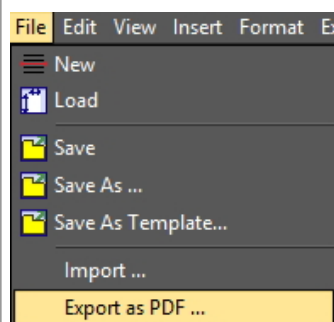 File Edit View Insert Format
New
Load
Save
Save As ...
Save As Template...
Import ...
Export as PDF ...